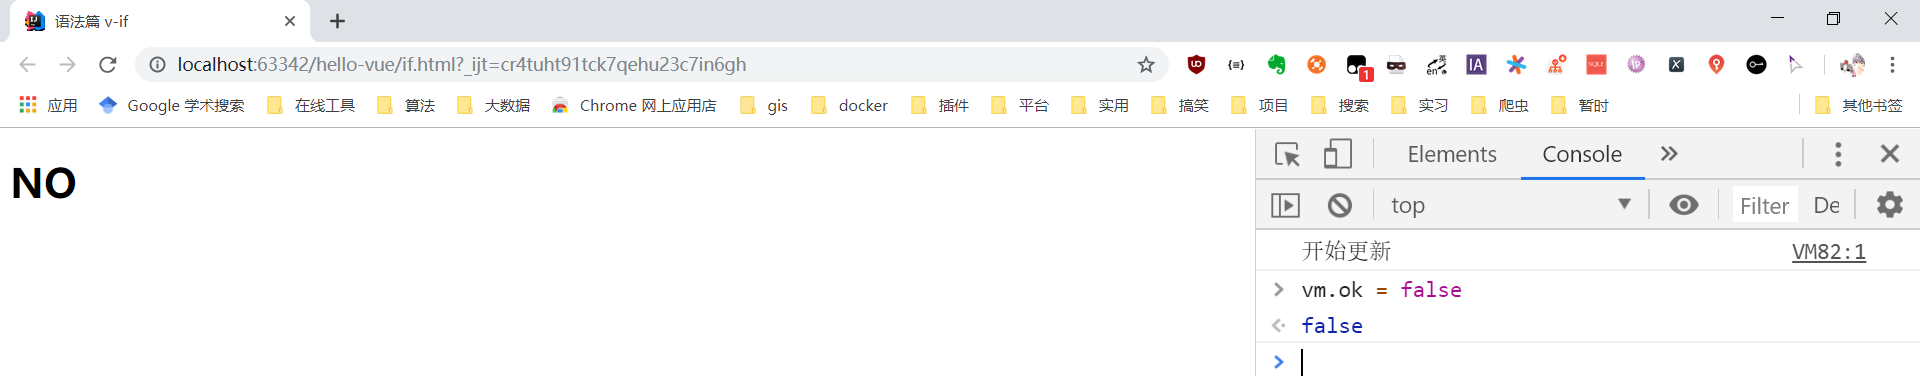 语法篇 v-if
localhost:63342/hello-vue/if.html?_ijt=cr4tuht91tck7qehu23c7in6gh
应用 Google 学术搜索 在线工具 算法 大数据 Chrome 网上应用店 gis docker 插件 平台 实用 搞笑 项目 搜索 实习 爬虫 暂时 其他书签
NO
Elements Console
top Filter De
开始更新 VM82:1
vm.ok = false
false